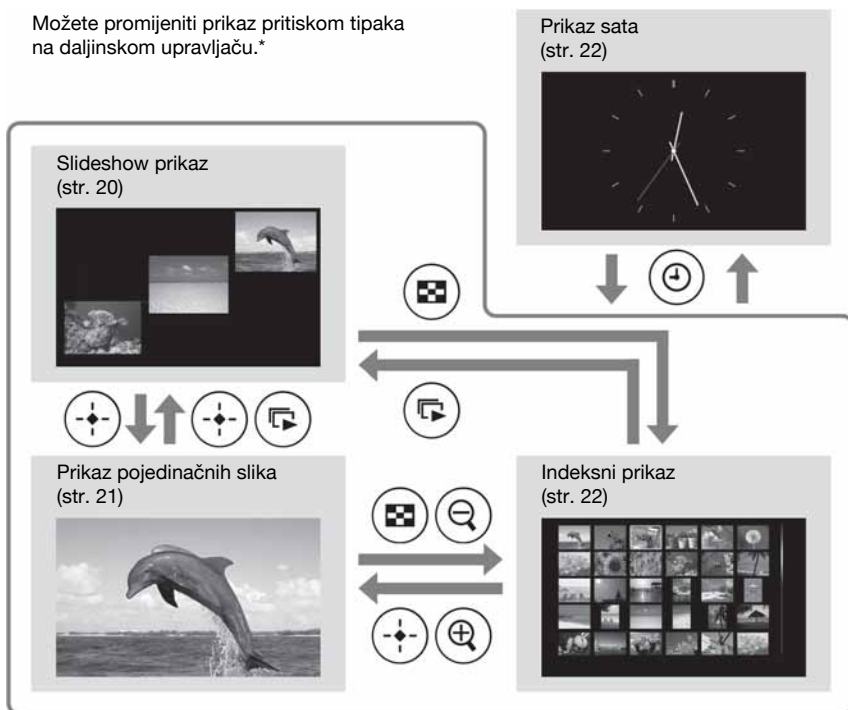 Možete promijeniti prikaz pritiskom tipaka
na daljinskom upravljaču.*
Prikaz sata
(str. 22)
Slideshow prikaz
(str. 20)
Prikaz pojedinačnih slika
(str. 21)
Indeksni prikaz
(str. 22)